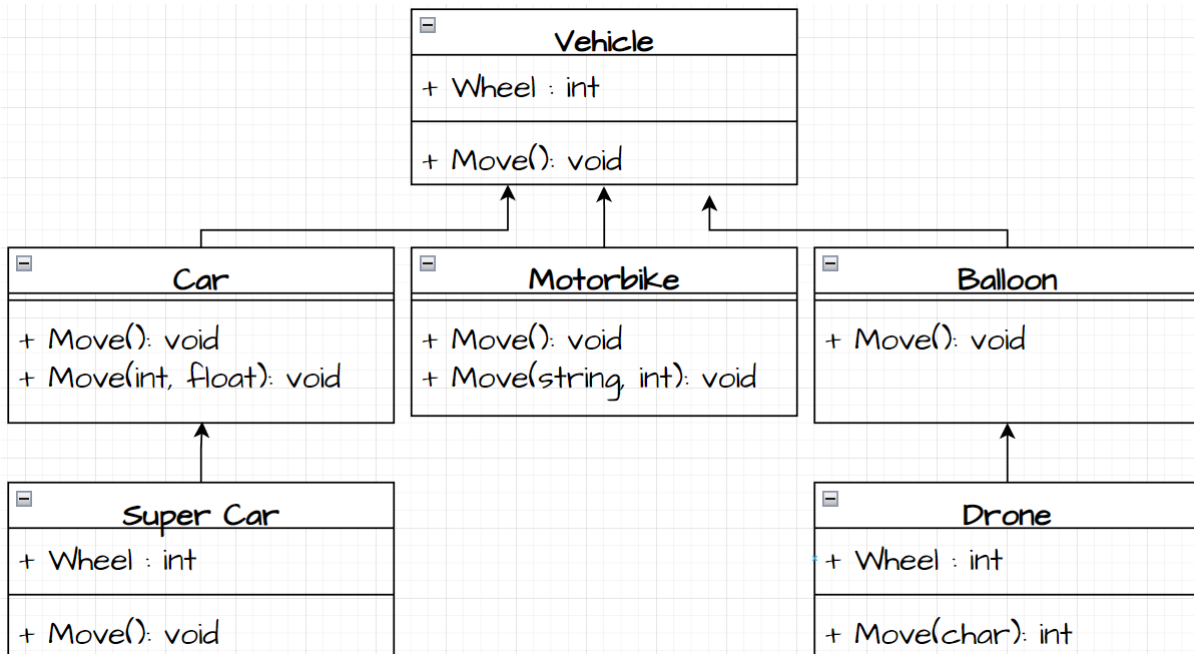 Vehicle
+ Wheel : int
+ Move(): void
Car
+ Move(): void
+ Move(int, float): void
Motorbike
+ Move(): void
+ Move(string, int): void
Balloon
+ Move(): void
Super Car
+ Wheel : int
+ Move(): void
Drone
+ Wheel : int
+ Move(char): int